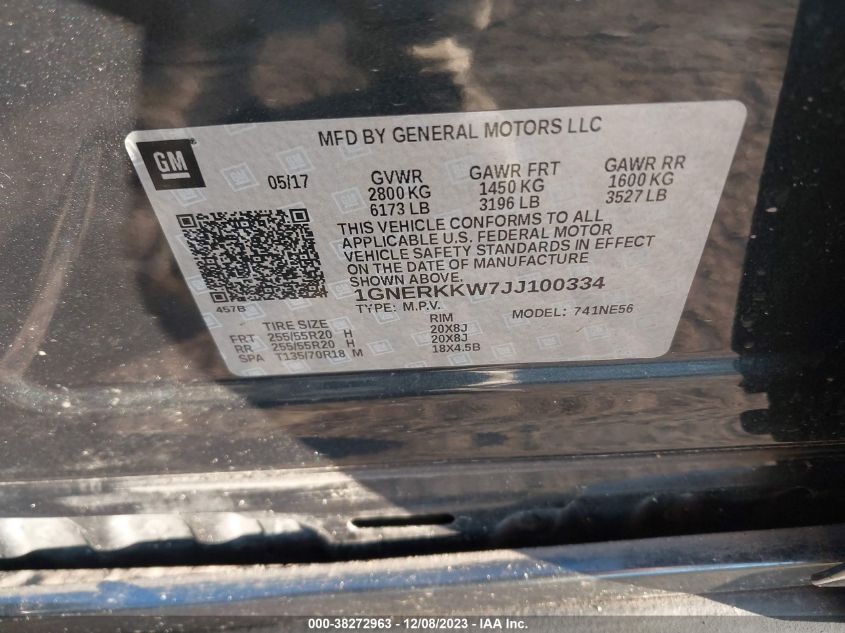 MFD BY GENERAL MOTORS LLC
GM
05/17 GVWR GAWR FRT GAWR RR
2800 KG 1450 KG 1600 KG
6173 LB 3196 LB 3527 LB
THIS VEHICLE CONFORMS TO ALL
APPLICABLE U.S. FEDERAL MOTOR
VEHICLE SAFETY STANDARDS IN EFFECT
ON THE DATE OF MANUFACTURE
SHOWN ABOVE.
457B
1GNERKKW7JJ100334
TYPE: M.P.V. MODEL: 741NE56
TIRE SIZE RIM
FRT 255/55R20 H 20X8J
RR 255/55R20 H 20X8J
SPA T135/70R18 M 18X4.5B
000-38272963 - 12/08/2023 - IAA Inc.